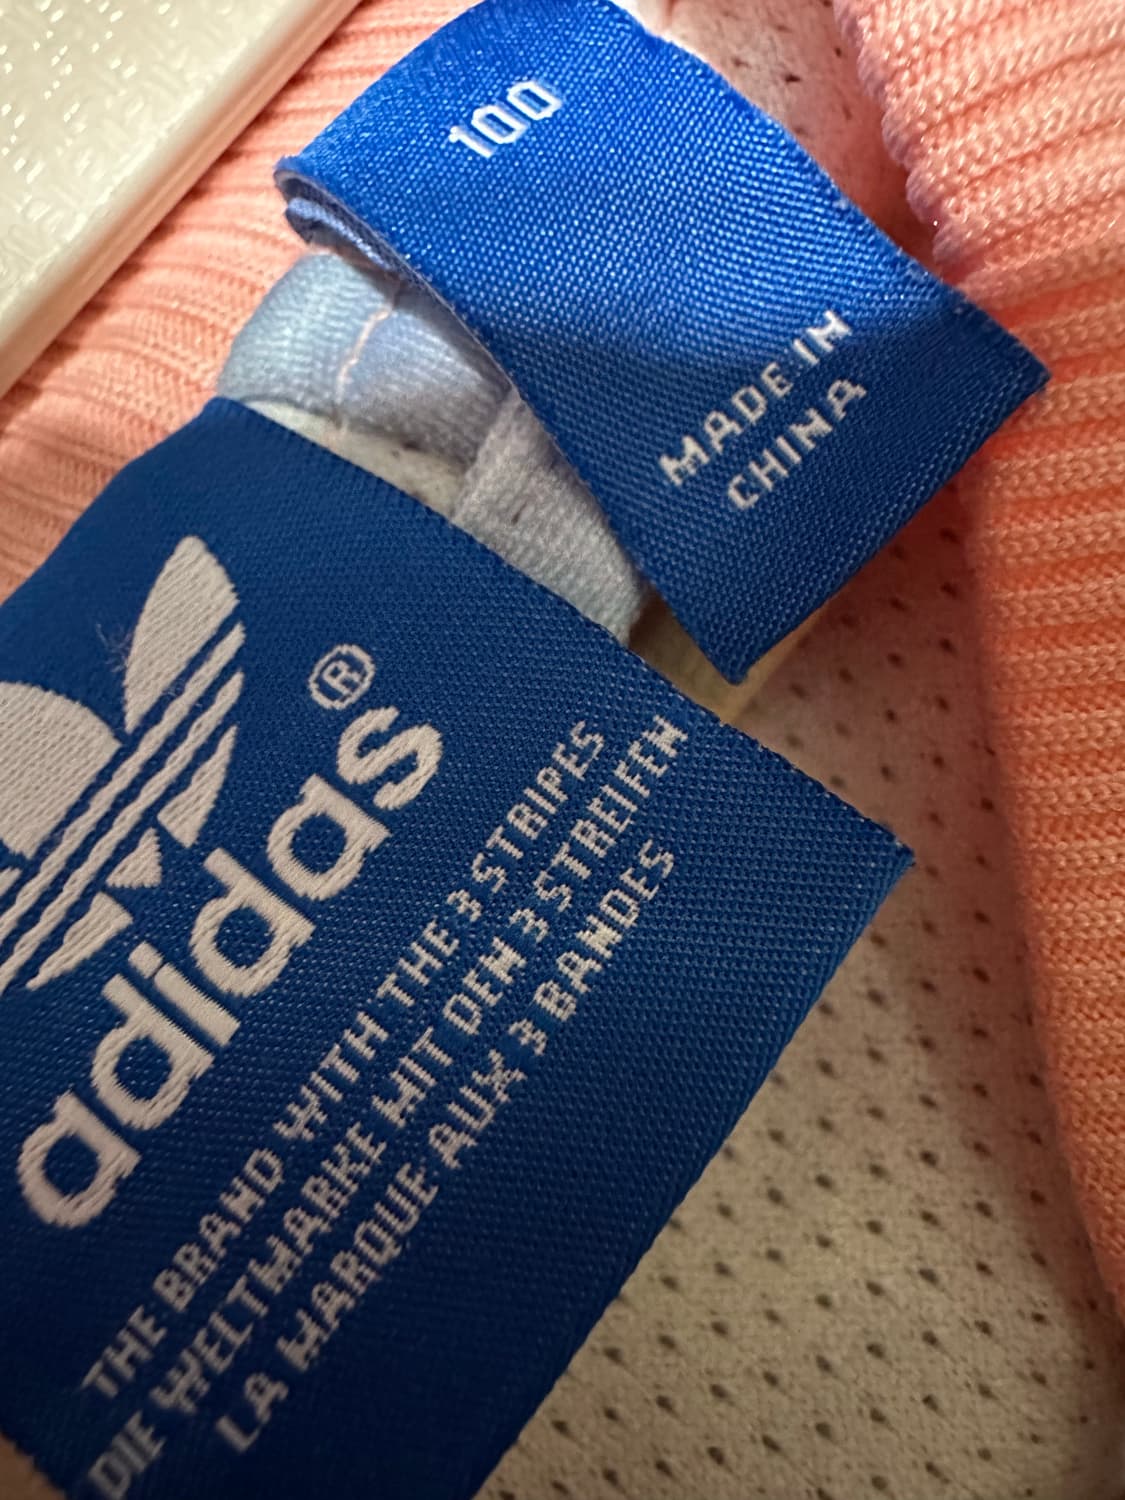 100
MADE IN
CHINA
adidas®
THE BRAND WITH THE 3 STRIPES
DIE WELTMARKE MIT DEN 3 STREIFEN
LA MARQUE AUX 3 BANDES